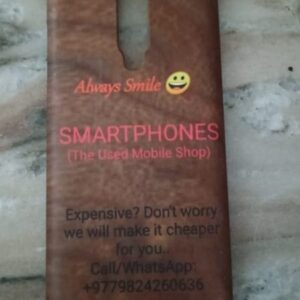 Always Smile
SMARTPHONES
(The Used Mobile Shop)
Expensive? Don't worry
we will make it cheaper
for you..
Call/WhatsApp:
+9779824260636